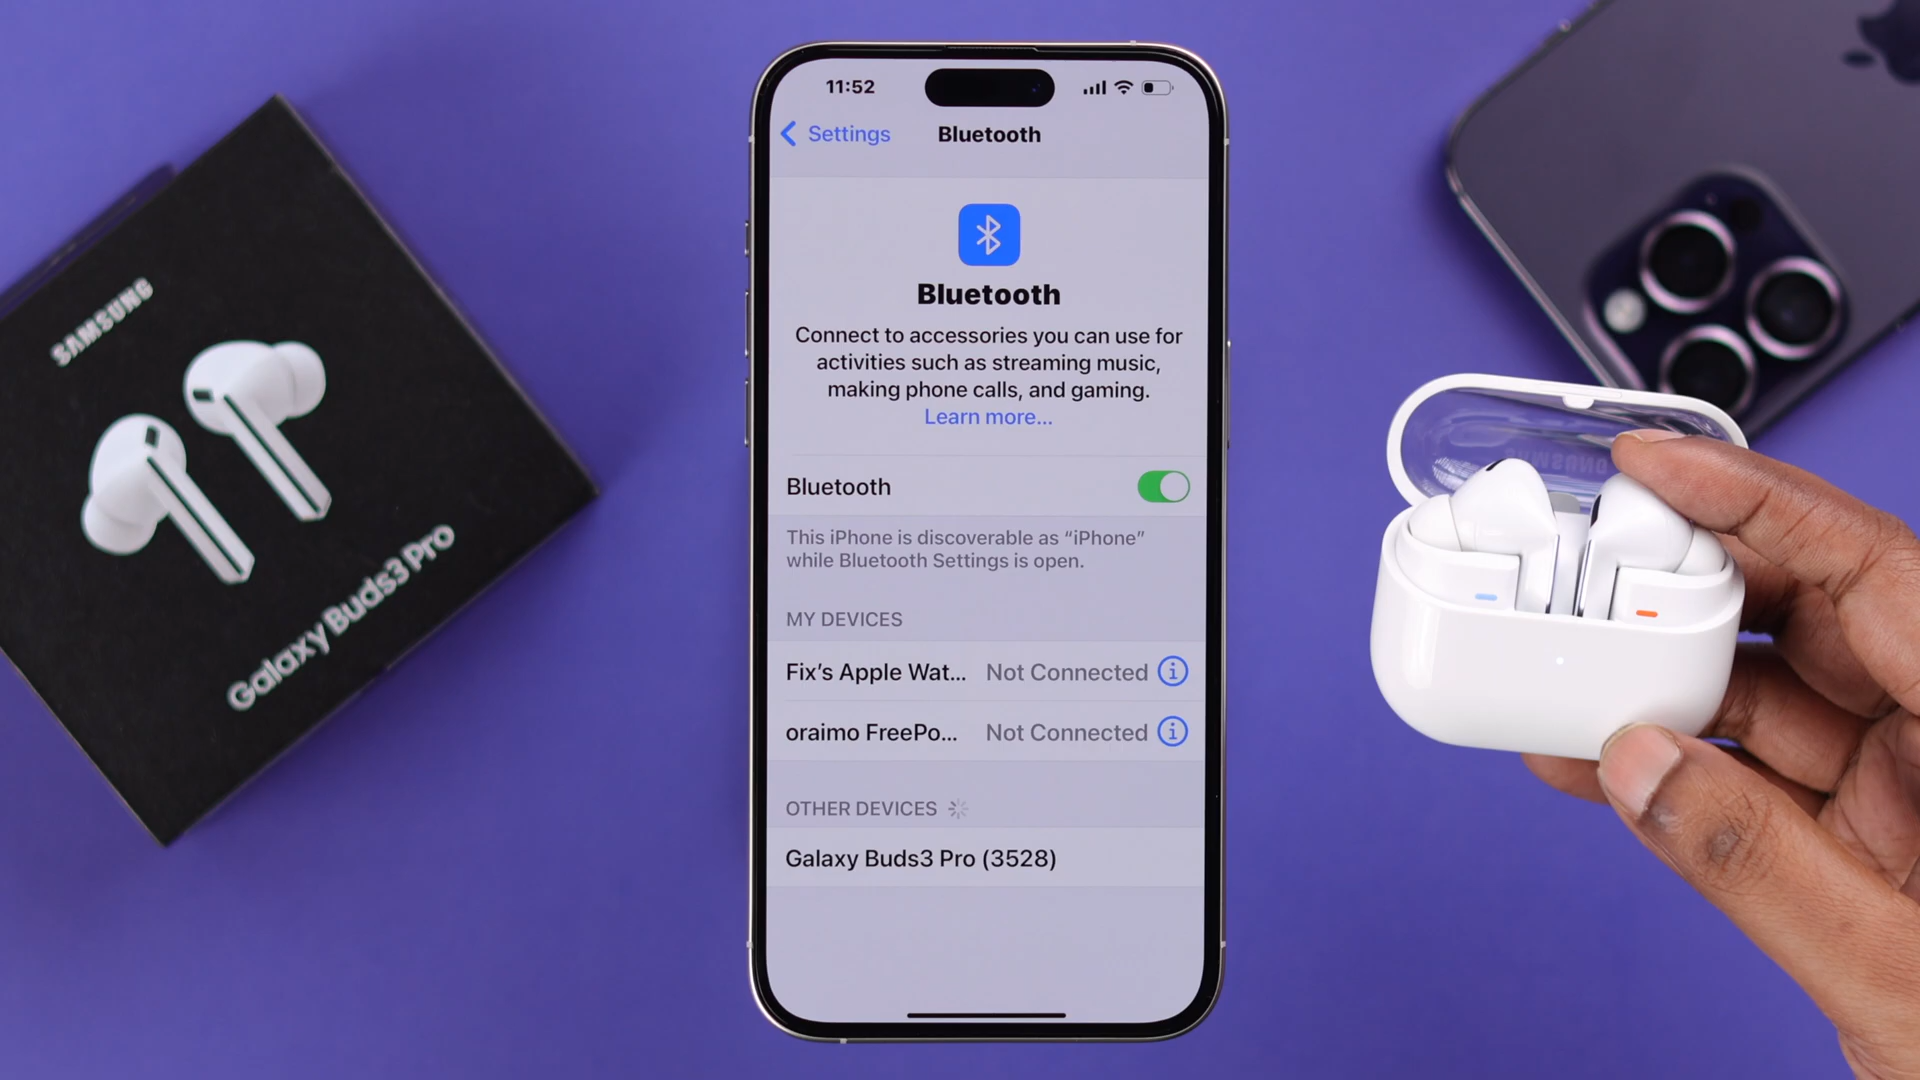 SAMSUNG
Galaxy Buds3 Pro
11:52
Settings
Bluetooth
Bluetooth
Connect to accessories you can use for
activities such as streaming music,
making phone calls, and gaming.
Learn more...
Bluetooth
This iPhone is discoverable as “iPhone”
while Bluetooth Settings is open.
MY DEVICES
Fix’s Apple Wat... Not Connected
oraimo FreePo... Not Connected
OTHER DEVICES
Galaxy Buds3 Pro (3528)
SAMSUNG